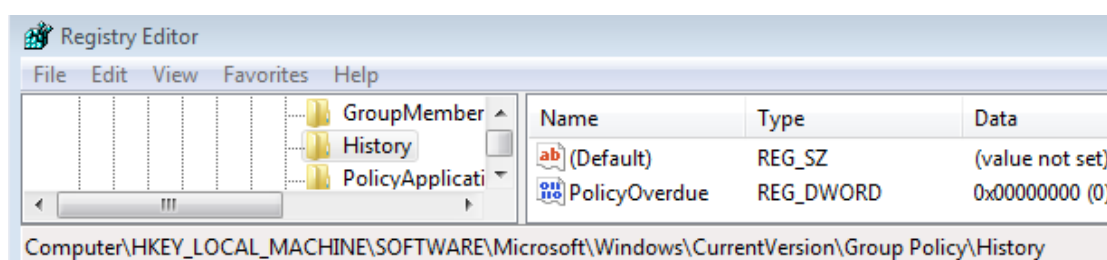 Registry Editor
File Edit View Favorites Help
GroupMember
History
PolicyApplicati
Name Type Data
(Default) REG_SZ (value not set)
PolicyOverdue REG_DWORD 0x00000000 (0)
Computer\HKEY_LOCAL_MACHINE\SOFTWARE\Microsoft\Windows\CurrentVersion\Group Policy\History